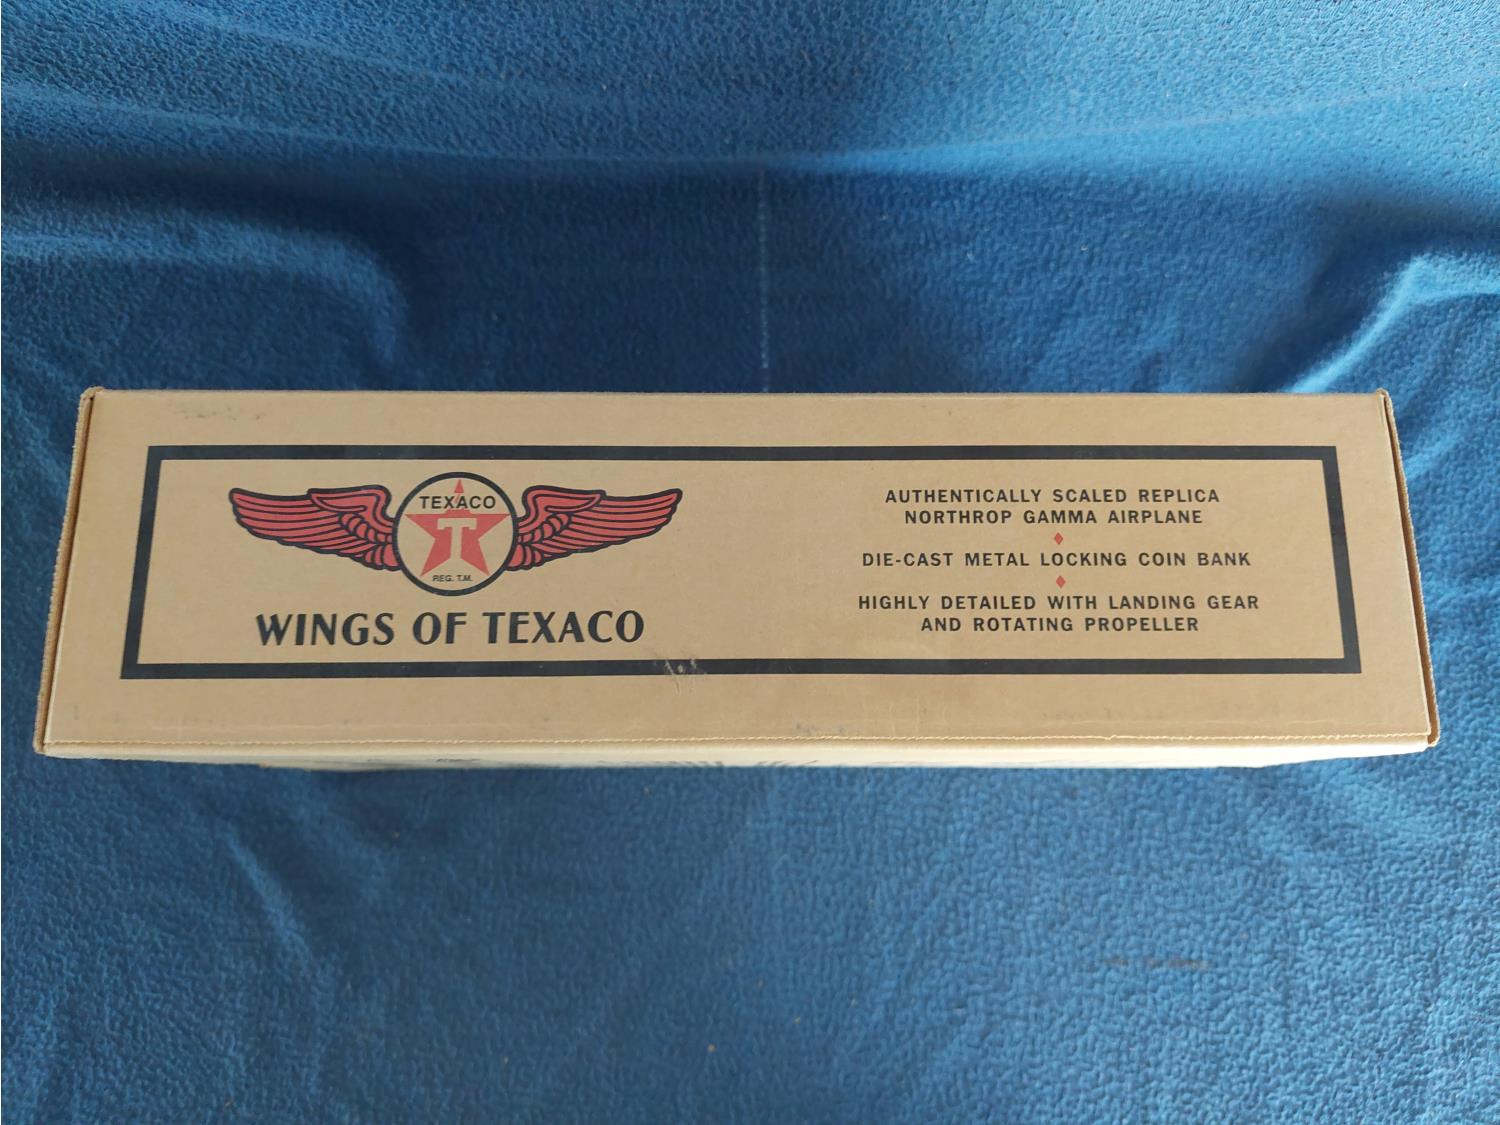 TEXACO
T
REG. T.M.
WINGS OF TEXACO
AUTHENTICALLY SCALED REPLICA
NORTHROP GAMMA AIRPLANE
DIE-CAST METAL LOCKING COIN BANK
HIGHLY DETAILED WITH LANDING GEAR
AND ROTATING PROPELLER